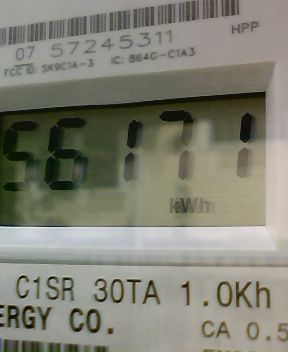 HPP
07 57245311
FCC ID: SK9C1A-3 IC: 864G-C1A3
56171
kWh
C1SR 30TA 1.0Kh
ERGY CO.
CA 0.5